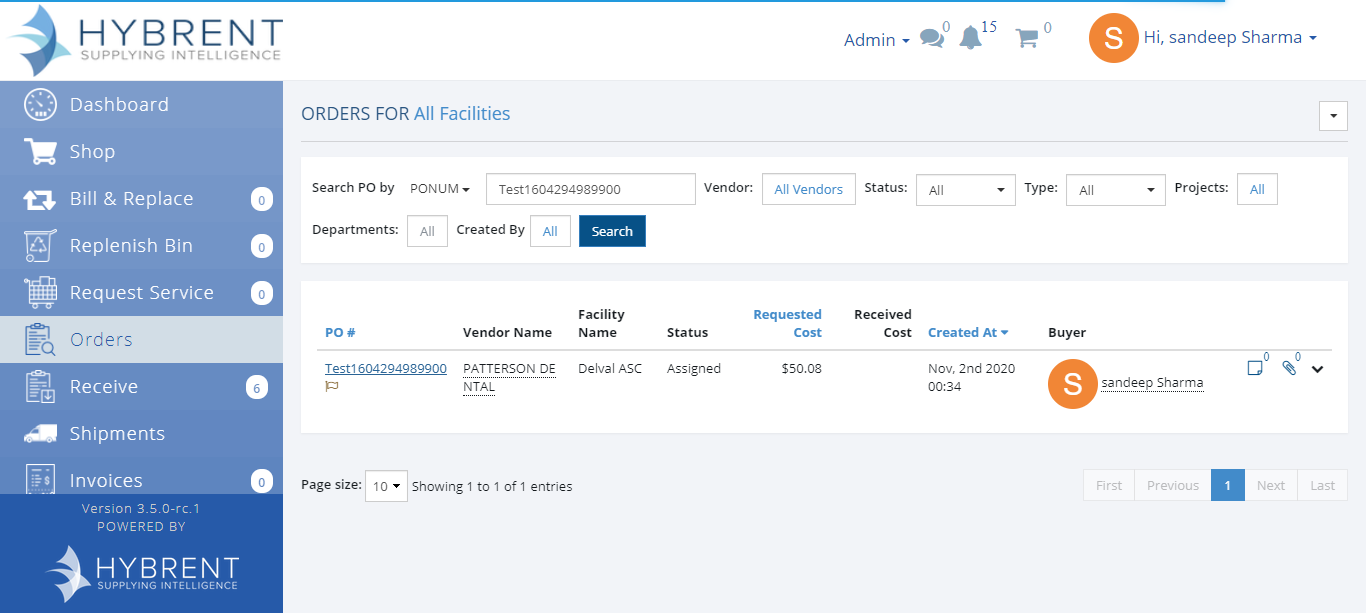 HYBRENT
SUPPLYING INTELLIGENCE
Admin
0
15
0
S
Hi, sandeep Sharma
Dashboard
Shop
Bill & Replace 0
Replenish Bin 0
Request Service 0
Orders
Receive 6
Shipments
Invoices 0
Version 3.5.0-rc.1
POWERED BY
HYBRENT
SUPPLYING INTELLIGENCE
ORDERS FOR All Facilities
Search PO by PONUM Test1604294989900 Vendor: All Vendors Status: All Type: All Projects: All
Departments: All Created By All Search
PO # Vendor Name Facility Name Status Requested Cost Received Cost Created At Buyer
Test1604294989900
PATTERSON DE
NTAL
Delval ASC
Assigned
$50.08
Nov, 2nd 2020
00:34
S
sandeep Sharma
0
0
Page size: 10 Showing 1 to 1 of 1 entries
First Previous 1 Next Last